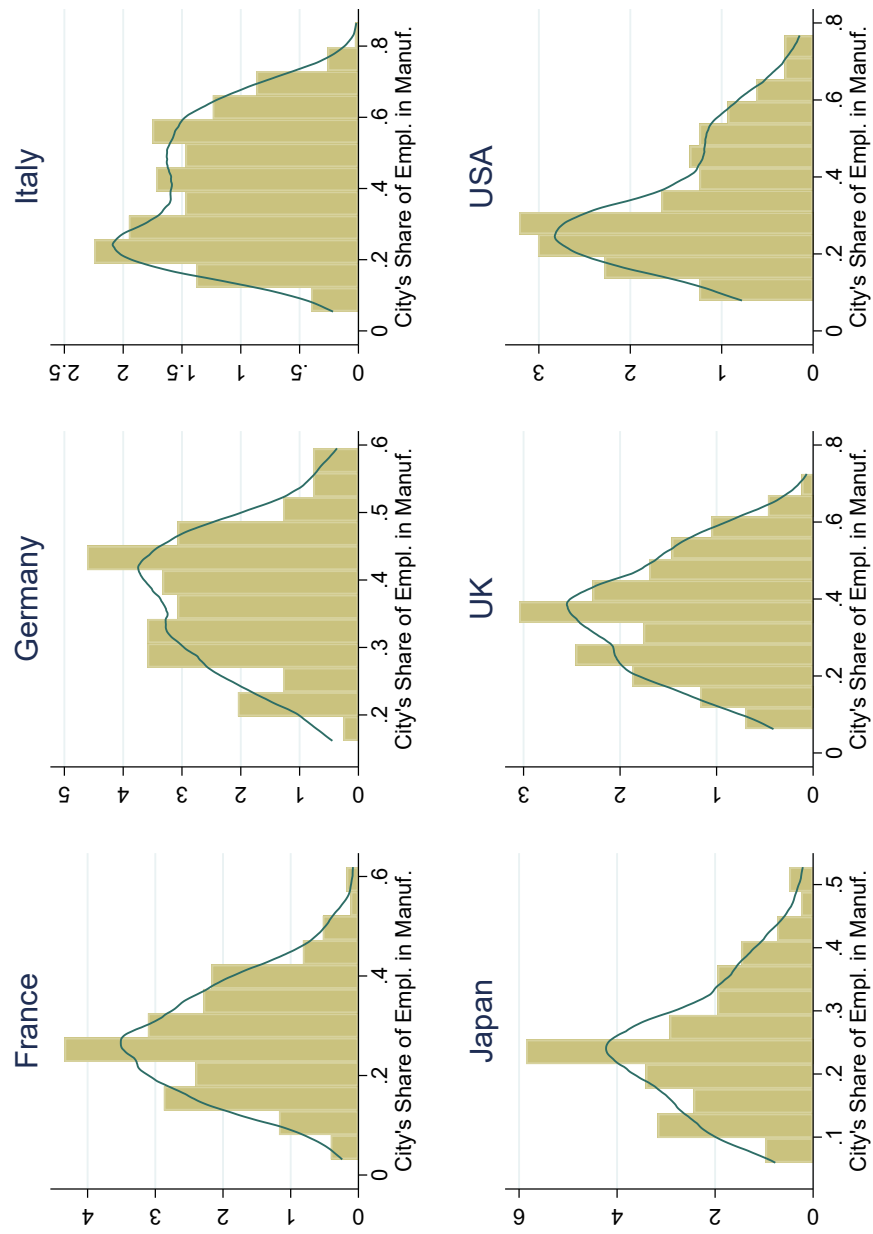 France
4
3
2
1
0
0 .2 .4 .6
City's Share of Empl. in Manuf.
Germany
5
4
3
2
1
0
.2 .3 .4 .5 .6
City's Share of Empl. in Manuf.
Italy
2.5
2
1.5
1
.5
0
0 .2 .4 .6 .8
City's Share of Empl. in Manuf.
Japan
6
4
2
0
.1 .2 .3 .4 .5
City's Share of Empl. in Manuf.
UK
3
2
1
0
0 .2 .4 .6 .8
City's Share of Empl. in Manuf.
USA
3
2
1
0
0 .2 .4 .6 .8
City's Share of Empl. in Manuf.